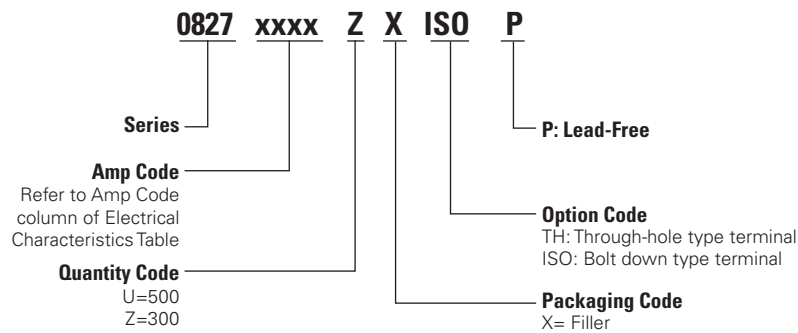 0827 xxxx Z X ISO P
Series
Amp Code
Refer to Amp Code
column of Electrical
Characteristics Table
Quantity Code
U=500
Z=300
P: Lead-Free
Option Code
TH: Through-hole type terminal
ISO: Bolt down type terminal
Packaging Code
X= Filler